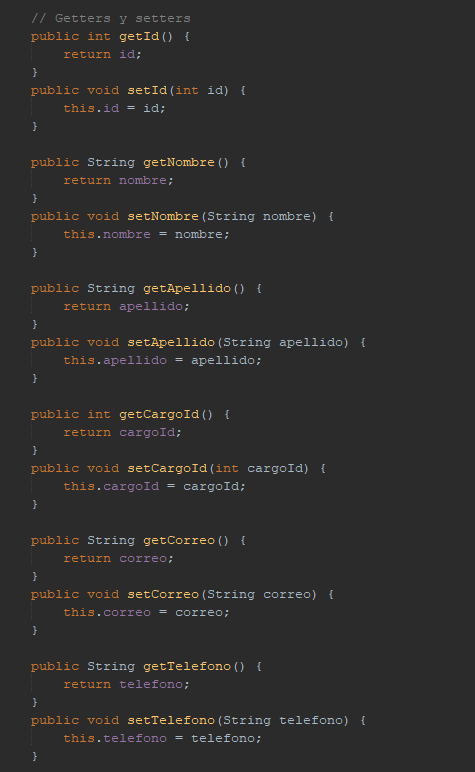 // Getters y setters
public int getId() {
return id;
}
public void setId(int id) {
this.id = id;
}
public String getNombre() {
return nombre;
}
public void setNombre(String nombre) {
this.nombre = nombre;
}
public String getApellido() {
return apellido;
}
public void setApellido(String apellido) {
this.apellido = apellido;
}
public int getCargoId() {
return cargoId;
}
public void setCargoId(int cargoId) {
this.cargoId = cargoId;
}
public String getCorreo() {
return correo;
}
public void setCorreo(String correo) {
this.correo = correo;
}
public String getTelefono() {
return telefono;
}
public void setTelefono(String telefono) {
this.telefono = telefono;
}